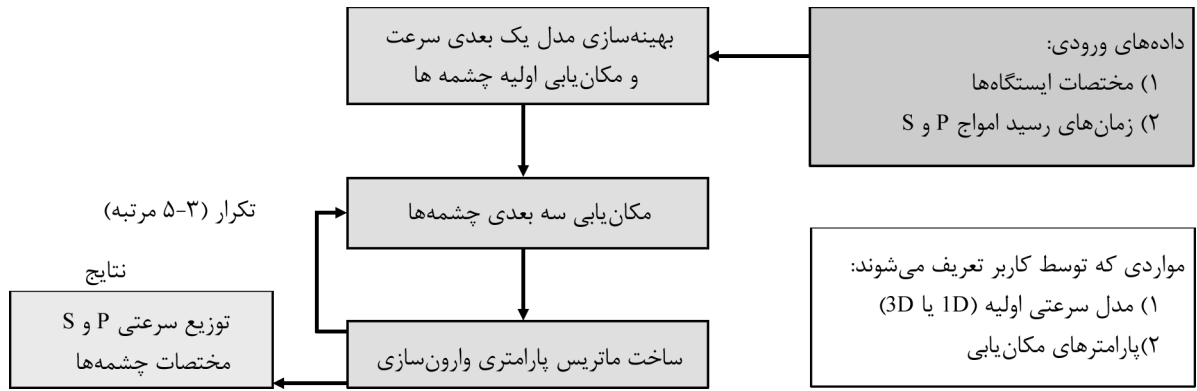 داده‌های ورودی:
۱) مختصات ایستگاه‌ها
۲) زمان‌های رسید امواج P و S
بهینه‌سازی مدل یک بعدی سرعت
و مکان‌یابی اولیه چشمه ها
مکان‌یابی سه بعدی چشمه‌ها
تکرار (۳-۵ مرتبه)
مواردی که توسط کاربر تعریف می‌شوند:
۱) مدل سرعتی اولیه (1D یا 3D)
۲)پارامترهای مکان‌یابی
ساخت ماتریس پارامتری وارون‌سازی
نتایج
توزیع سرعتی P و S
مختصات چشمه‌ها